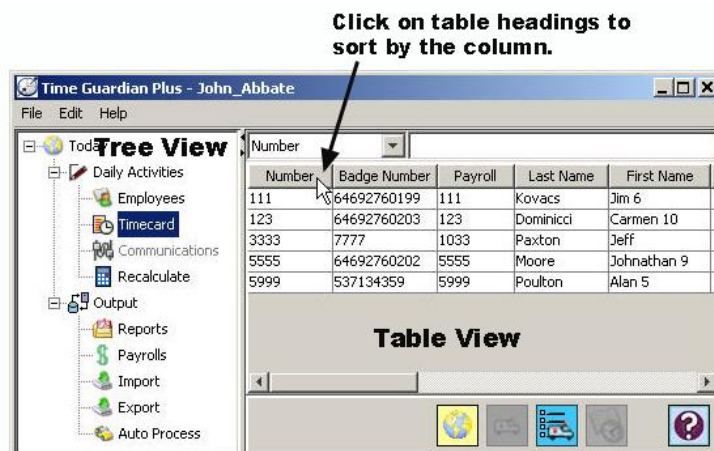 Click on table headings to
sort by the column.
Time Guardian Plus - John_Abbate
File Edit Help
Today
Tree View
Daily Activities
Employees
Timecard
Communications
Recalculate
Output
Reports
Payrolls
Import
Export
Auto Process
Number
Number Badge Number Payroll Last Name First Name
111 64692760199 111 Kovacs Jim 6
123 64692760203 123 Dominicci Carmen 10
3333 7777 1033 Paxton Jeff
5555 64692760202 5555 Moore Johnathan 9
5999 537134359 5999 Poulton Alan 5
Table View